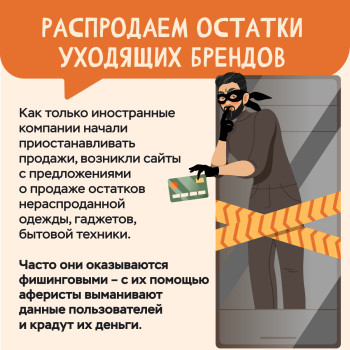 РАСПРОДАЕМ ОСТАТКИ
УХОДЯЩИХ БРЕНДОВ
Как только иностранные
компании начали
приостанавливать
продажи, возникли сайты
с предложениями
о продаже остатков
нераспроданной
одежды, гаджетов,
бытовой техники.
Часто они оказываются
фишинговыми – с их помощью
аферисты выманивают
данные пользователей
и крадут их деньги.